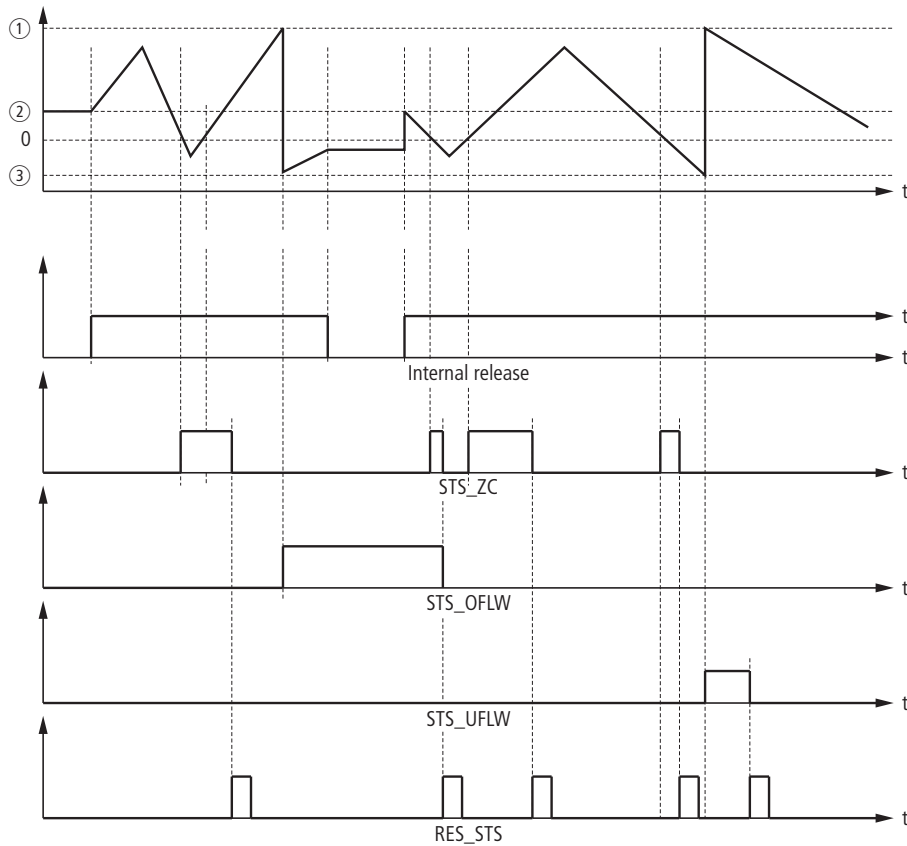 ①
②
0
③
t
t
t
Internal release
t
STS_ZC
t
STS_OFLW
t
STS_UFLW
t
RES_STS